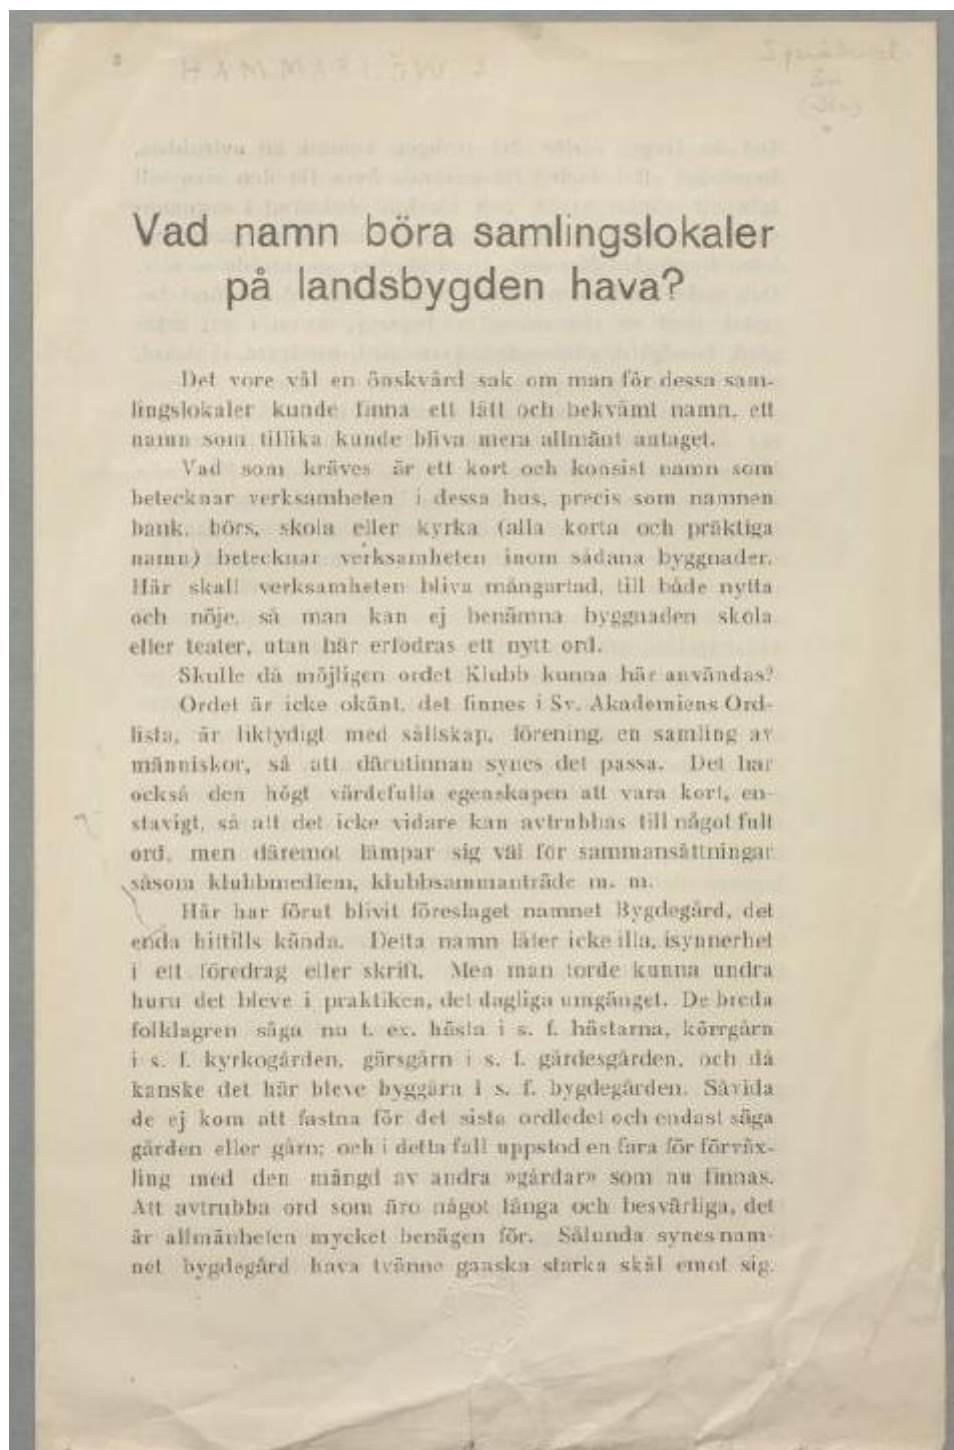 HAMMARLUND
Vad namn böra samlingslokaler
på landsbygden hava?
Det vore väl en önskvärd sak om man för dessa sam-
lingslokaler kunde finna ett lätt och bekvämt namn, ett
namn som tillika kunde bliva mera allmänt antaget.
Vad som kräves är ett kort och konsist namn som
betecknar verksamheten i dessa hus, precis som namnen
bank, börs, skola eller kyrka (alla korta och präktiga
namn) betecknar verksamheten inom sådana byggnader.
Här skall verksamheten bliva mångartad, till både nytta
och nöje, så man kan ej benämna byggnaden skola
eller teater, utan här erfodras ett nytt ord.
Skulle då möjligen ordet Klubb kunna här användas?
Ordet är icke okänt, det finnes i Sv. Akademiens Ord-
lista, är liktydigt med sällskap, förening, en samling av
människor, så att därutinnan synes det passa. Det har
också den högt värdefulla egenskapen att vara kort, en-
stavigt, så att det icke vidare kan avtrubbas till något fult
ord, men däremot lämpar sig väl för sammansättningar
såsom klubbmedlem, klubbsammanträde m. m.
Här har förut blivit föreslaget namnet Bygdegård, det
enda hittills kända. Detta namn låter icke illa, isynnerhet
i ett föredrag eller skrift. Men man torde kunna undra
huru det bleve i praktiken, det dagliga umgänget. De breda
folklagren säga nu t. ex. hästa i s. f. hästarna, körrgårn
i s. f. kyrkogården, gärsgårn i s. f. gärdesgården, och då
kanske det här bleve byggårn i s. f. bygdegården. Såvida
de ej kom att fastna för det sista ordledet och endast säga
gården eller gårn; och i detta fall uppstod en fara för förväx-
ling med den mängd av andra »gårdar» som nu finnas.
Att avtrubba ord som äro något långa och besvärliga, det
är allmänheten mycket benägen för. Sålunda synes nam-
net bygdegård hava tvänne ganska starka skäl emot sig.